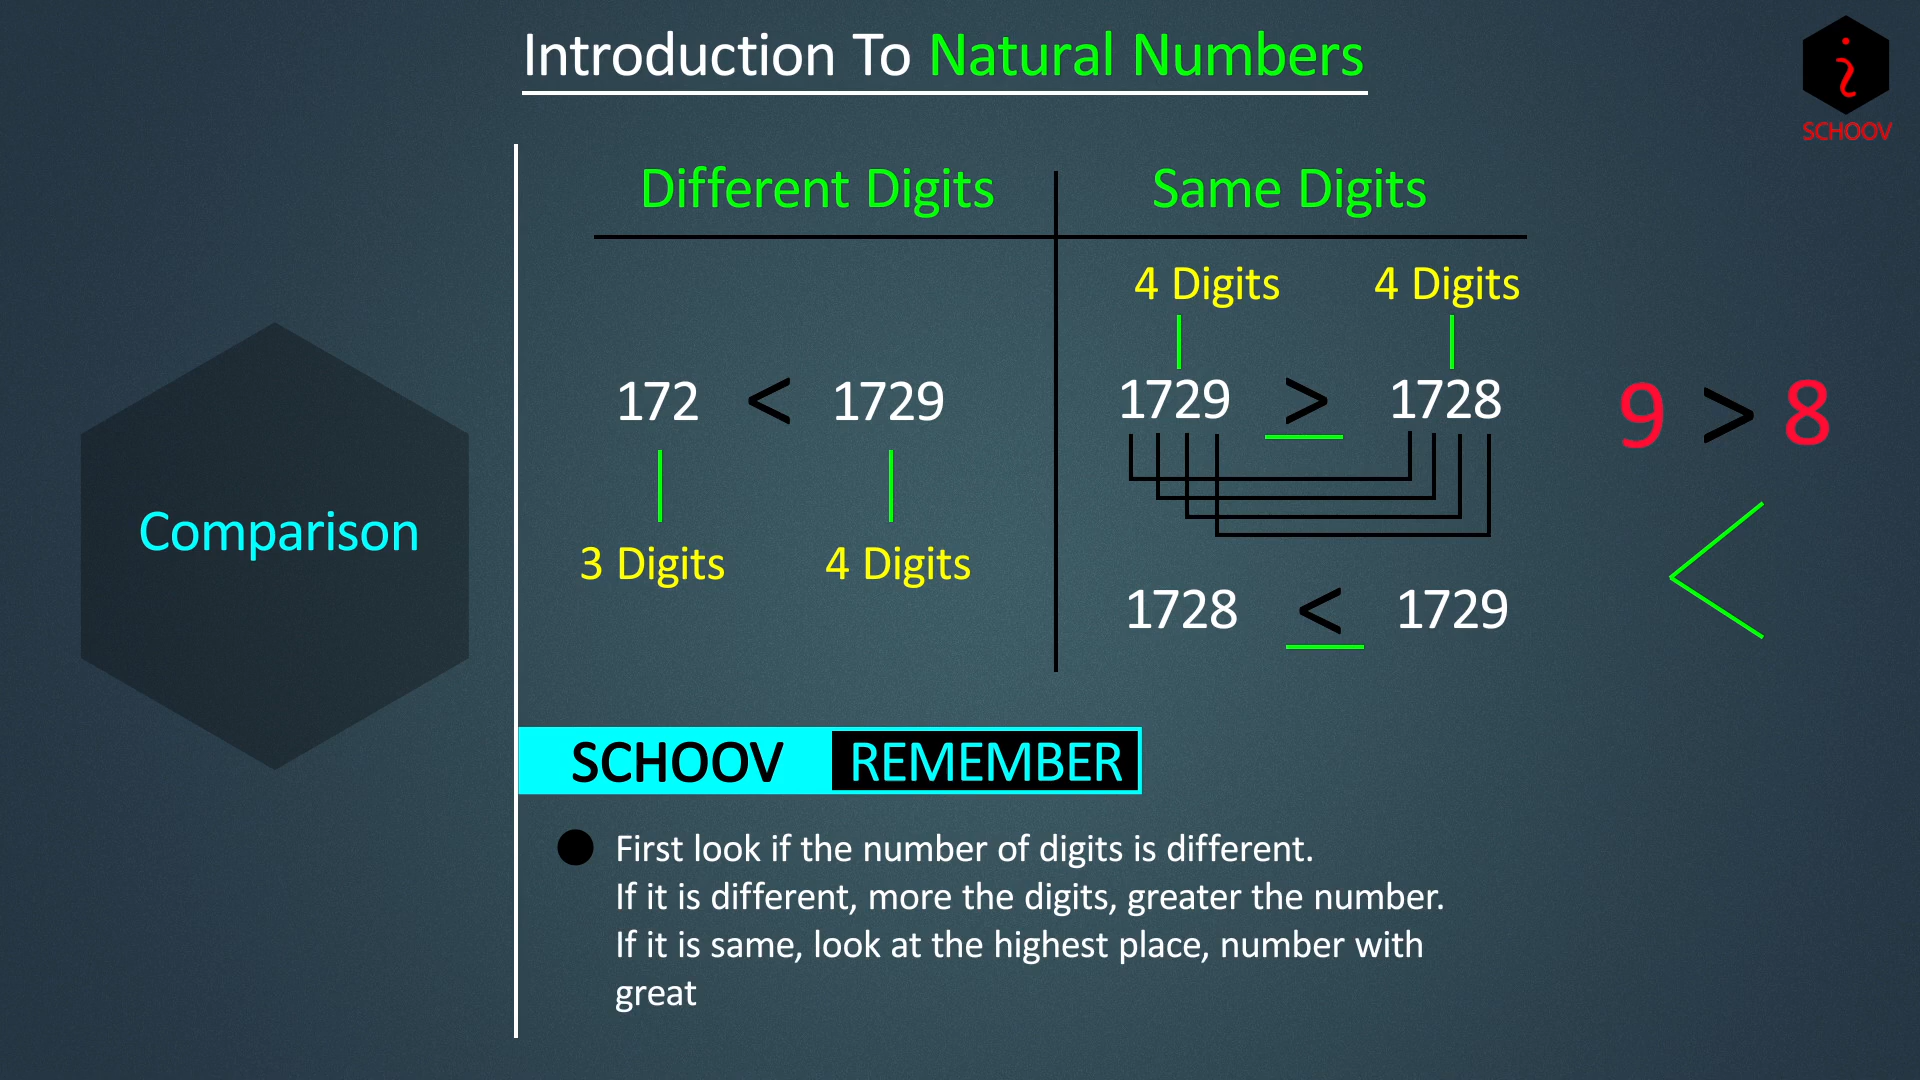 Introduction To Natural Numbers
SCHOOV
Different Digits
Same Digits
4 Digits 4 Digits
172 < 1729
1729 > 1728
9 > 8
3 Digits 4 Digits
1728 < 1729
Comparison
SCHOOV REMEMBER
First look if the number of digits is different.
If it is different, more the digits, greater the number.
If it is same, look at the highest place, number with
great